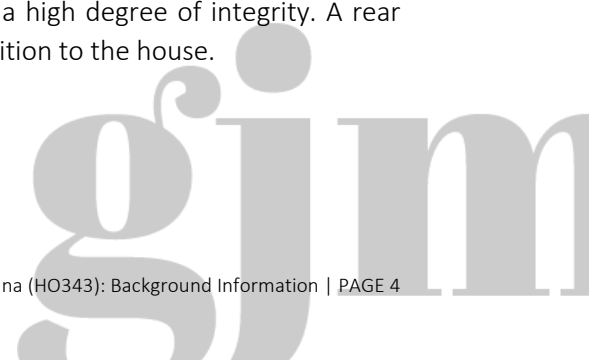 a high degree of integrity. A rear
ition to the house.
gjm
na (HO343): Background Information | PAGE 4